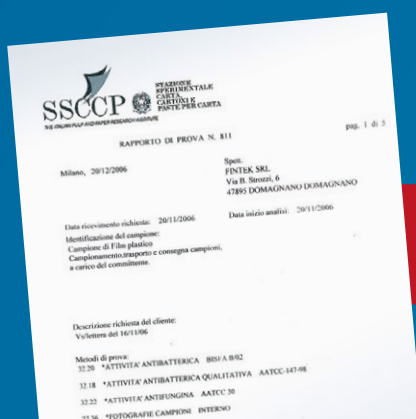 SSCCP
STAZIONE
SPERIMENTALE
CARTA,
CARTONI E
PASTE PER CARTA
THE ITALIAN PULP AND PAPER RESEARCH INSTITUTE
RAPPORTO DI PROVA N. 811
pag. 1 di 5
Milano, 20/12/2006
Spett.
FINTEK SRL
Via B. Strozzi, 6
47895 DOMAGNANO DOMAGNANO
Data ricevimento richiesta: 20/11/2006
Data inizio analisi: 20/11/2006
Identificazione del campione:
Campione di Film plastico
Campionamento,trasporto e consegna campioni,
a carico del committente.
Descrizione richiesta del cliente:
Vs/lettera del 16/11/06
Metodi di prova:
32.20 *ATTIVITA' ANTIBATTERICA BISFA B/02
32.18 *ATTIVITA' ANTIBATTERICA QUALITATIVA AATCC-147-98
32.22 *ATTIVITA' ANTIFUNGINA AATCC 30
*FOTOGRAFIE CAMPIONI INTERNO